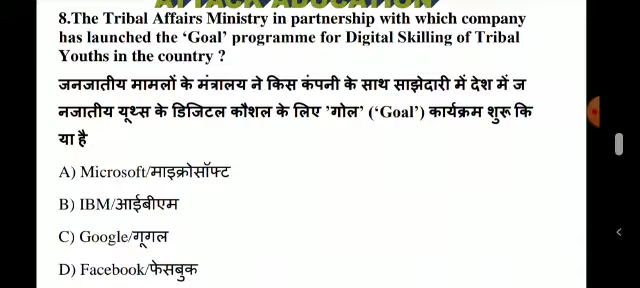 ATTACK ADUCATION
8.The Tribal Affairs Ministry in partnership with which company
has launched the ‘Goal’ programme for Digital Skilling of Tribal
Youths in the country ?
जनजातीय मामलों के मंत्रालय ने किस कंपनी के साथ साझेदारी में देश में ज
नजातीय यूथ्स के डिजिटल कौशल के लिए ’गोल’ (‘Goal’) कार्यक्रम शुरू कि
या है
A) Microsoft/माइक्रोसॉफ्ट
B) IBM/आईबीएम
C) Google/गूगल
D) Facebook/फेसबुक